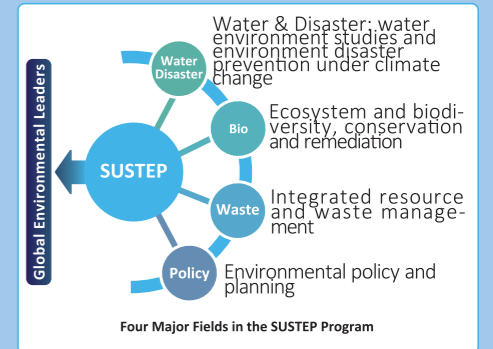 Global Environmental Leaders
SUSTEP
Water
Disaster
Water & Disaster: water
environment studies and
environment disaster
prevention under climate
change
Bio
Ecosystem and biodi-
versity, conservation
and remediation
Waste
Integrated resource
and waste manage-
ment
Policy
Environmental policy and
planning
Four Major Fields in the SUSTEP Program